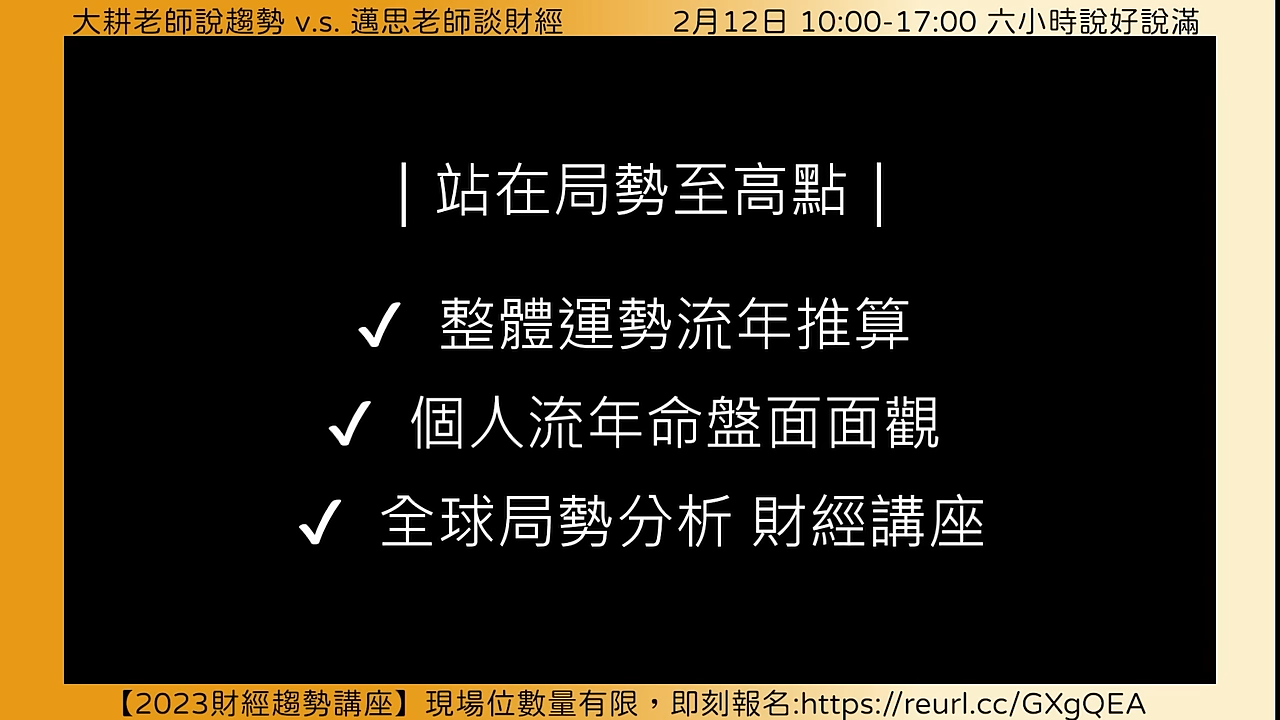 大耕老師說趨勢 v.s. 邁思老師談財經
2月12日 10:00-17:00 六小時說好說滿
| 站在局勢至高點 |
✓ 整體運勢流年推算
✓ 個人流年命盤面面觀
✓ 全球局勢分析 財經講座
【2023財經趨勢講座】現場位數量有限，即刻報名:https://reurl.cc/GXgQEA